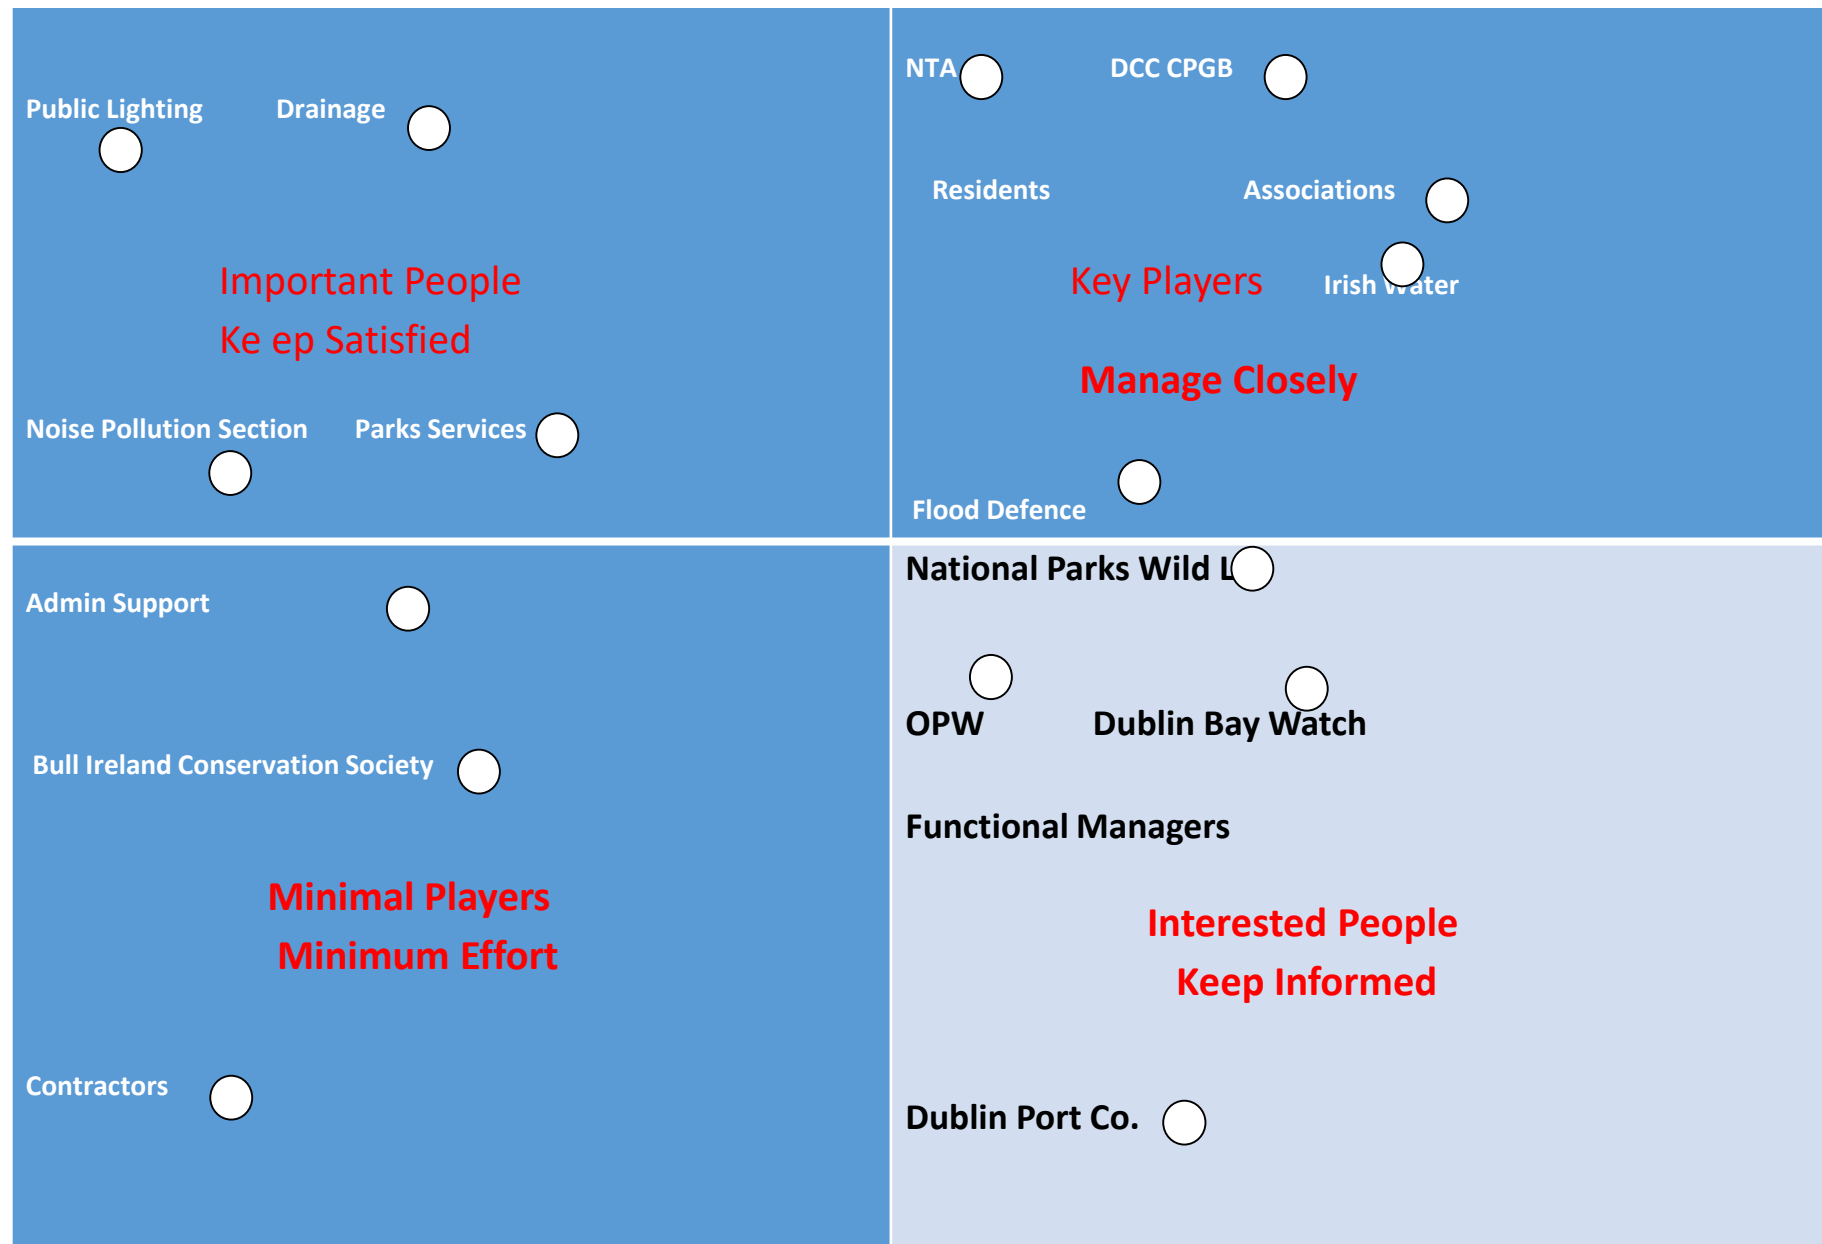 Public Lighting Drainage
Important People
Ke ep Satisfied
Noise Pollution Section Parks Services
NTA DCC CPGB
Residents Associations
Key Players Irish Water
Manage Closely
Flood Defence
Admin Support
Bull Ireland Conservation Society
Minimal Players
Minimum Effort
Contractors
National Parks Wild
OPW Dublin Bay Watch
Functional Managers
Interested People
Keep Informed
Dublin Port Co.